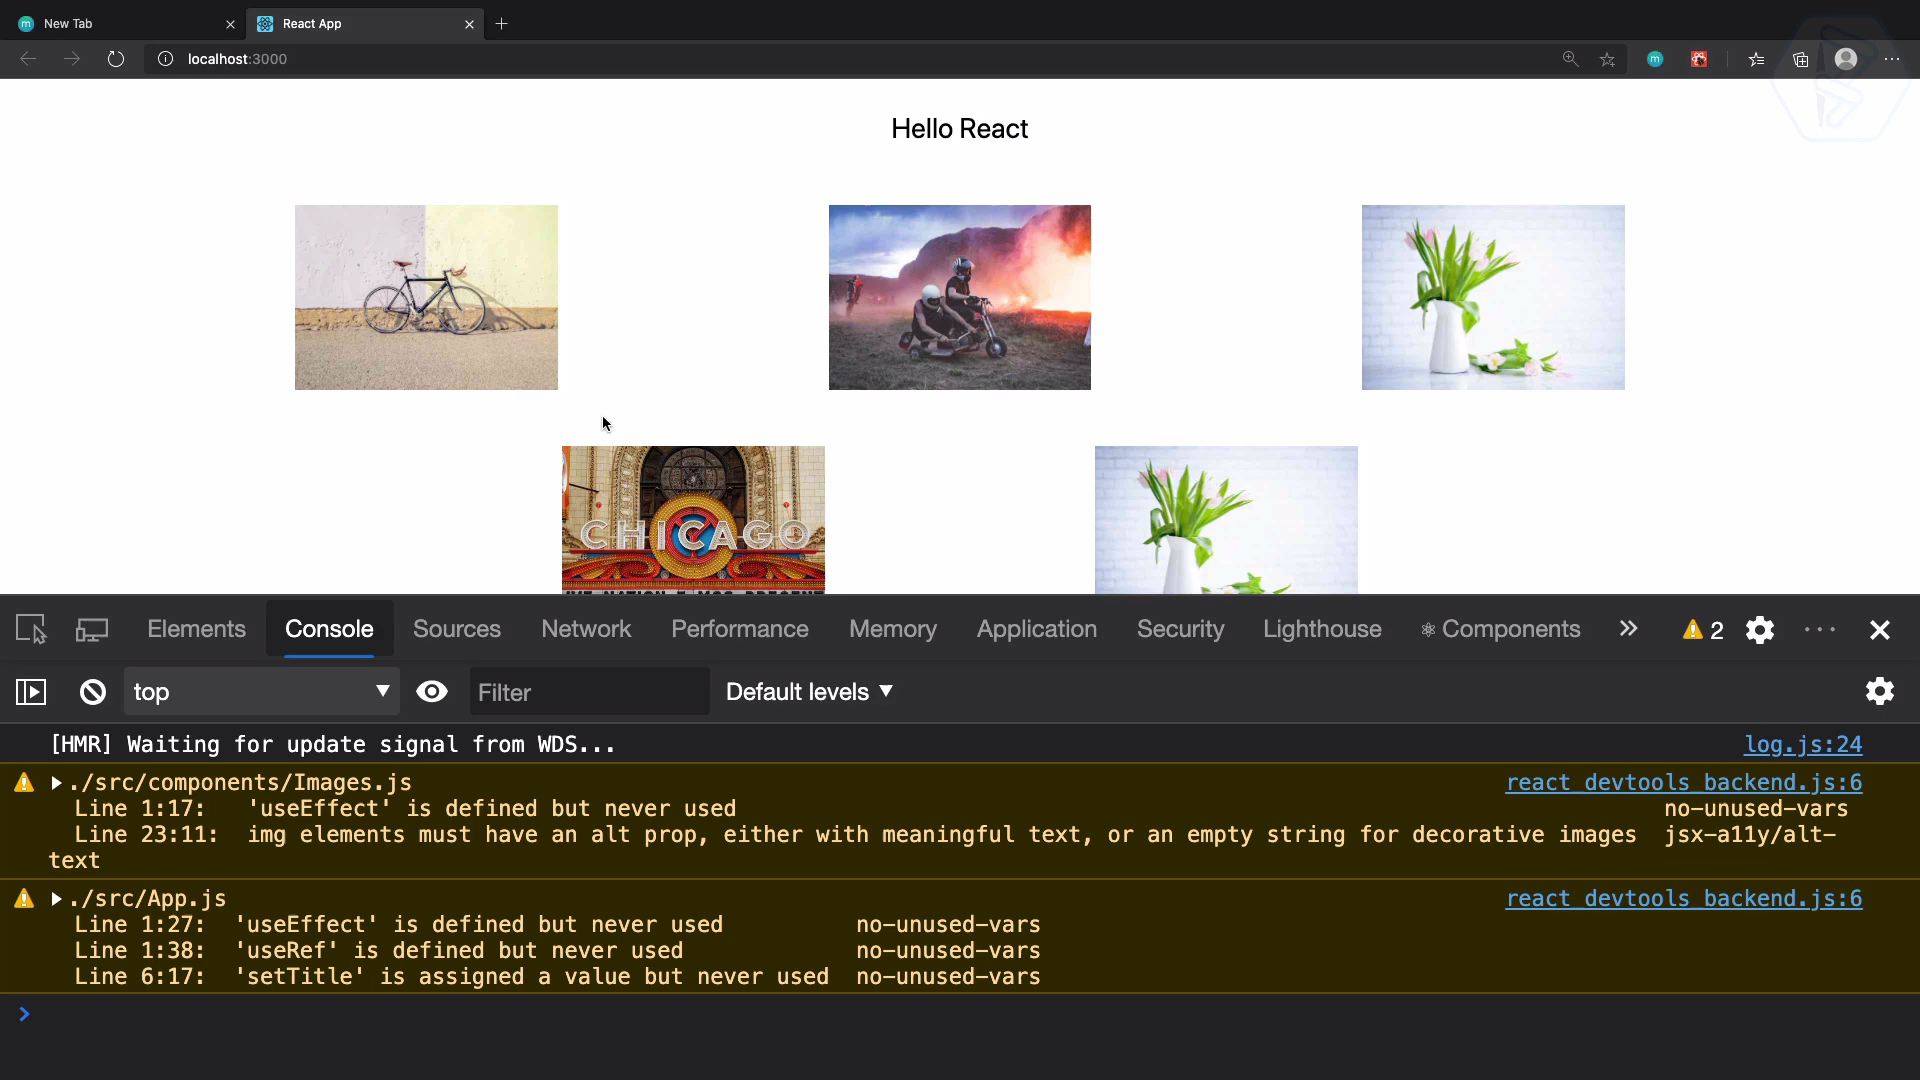 New Tab
React App
localhost:3000
Hello React
CHICAGO
Elements Console Sources Network Performance Memory Application Security Lighthouse Components 2
top Filter Default levels
[HMR] Waiting for update signal from WDS... log.js:24
./src/components/Images.js react_devtools_backend.js:6
Line 1:17: 'useEffect' is defined but never used no-unused-vars
Line 23:11: img elements must have an alt prop, either with meaningful text, or an empty string for decorative images jsx-a11y/alt-
text
./src/App.js react_devtools_backend.js:6
Line 1:27: 'useEffect' is defined but never used no-unused-vars
Line 1:38: 'useRef' is defined but never used no-unused-vars
Line 6:17: 'setTitle' is assigned a value but never used no-unused-vars